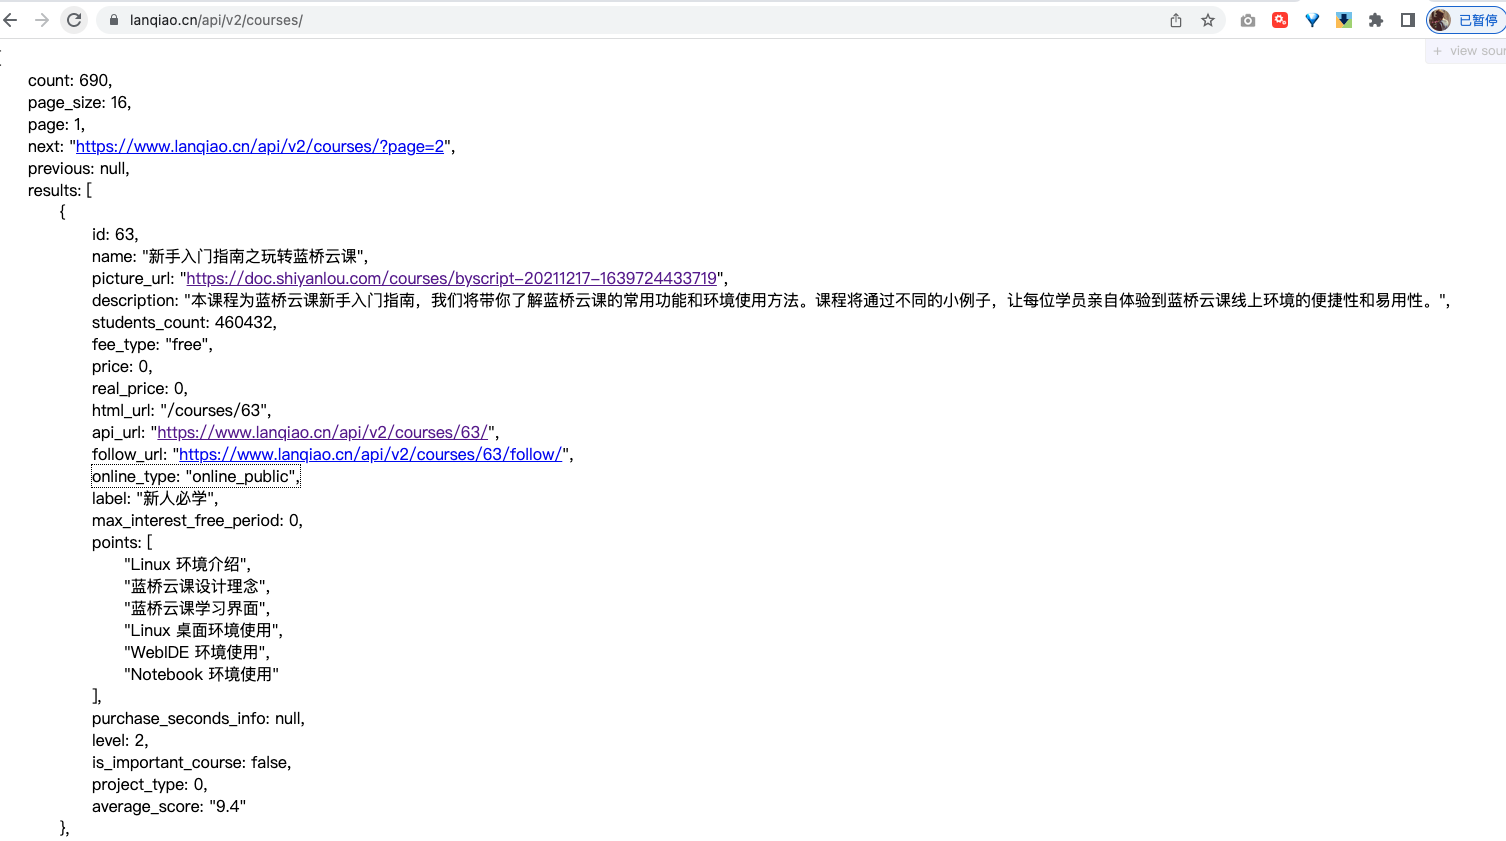 lanqiao.cn/api/v2/courses/
已暂停
+ view sour
{
count: 690,
page_size: 16,
page: 1,
next: "https://www.lanqiao.cn/api/v2/courses/?page=2",
previous: null,
results: [
{
id: 63,
name: "新手入门指南之玩转蓝桥云课",
picture_url: "https://doc.shiyanlou.com/courses/byscript-20211217-1639724433719",
description: "本课程为蓝桥云课新手入门指南，我们将带你了解蓝桥云课的常用功能和环境使用方法。课程将通过不同的小例子，让每位学员亲自体验到蓝桥云课线上环境的便捷性和易用性。",
students_count: 460432,
fee_type: "free",
price: 0,
real_price: 0,
html_url: "/courses/63",
api_url: "https://www.lanqiao.cn/api/v2/courses/63/",
follow_url: "https://www.lanqiao.cn/api/v2/courses/63/follow/",
online_type: "online_public",
label: "新人必学",
max_interest_free_period: 0,
points: [
"Linux 环境介绍",
"蓝桥云课设计理念",
"蓝桥云课学习界面",
"Linux 桌面环境使用",
"WebIDE 环境使用",
"Notebook 环境使用"
],
purchase_seconds_info: null,
level: 2,
is_important_course: false,
project_type: 0,
average_score: "9.4"
},